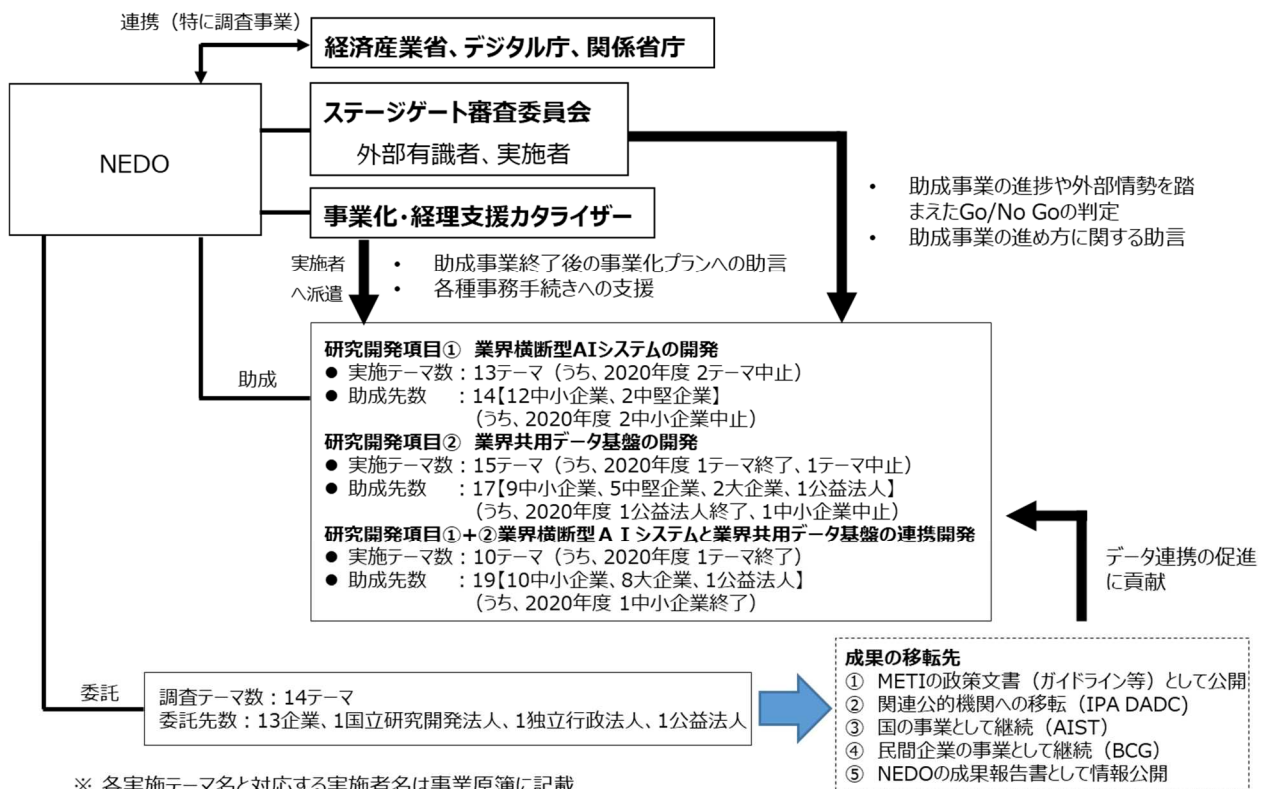 連携（特に調査事業）
経済産業省、デジタル庁、関係省庁
NEDO
ステージゲート審査委員会
外部有識者、実施者
事業化・経理支援カタライザー
• 助成事業の進捗や外部情勢を踏
まえたGo/No Goの判定
• 助成事業の進め方に関する助言
実施者
へ派遣
• 助成事業終了後の事業化プランへの助言
• 各種事務手続きへの支援
助成
研究開発項目① 業界横断型AIシステムの開発
● 実施テーマ数：13テーマ（うち、2020年度 2テーマ中止）
● 助成先数 ：14【12中小企業、2中堅企業】
（うち、2020年度 2中小企業中止）
研究開発項目② 業界共用データ基盤の開発
● 実施テーマ数：15テーマ（うち、2020年度 1テーマ終了、1テーマ中止）
● 助成先数 ：17【9中小企業、5中堅企業、2大企業、1公益法人】
（うち、2020年度 1公益法人終了、1中小企業中止）
研究開発項目①+②業界横断型ＡＩシステムと業界共用データ基盤の連携開発
● 実施テーマ数：10テーマ（うち、2020年度 1テーマ終了）
● 助成先数 ：19【10中小企業、8大企業、1公益法人】
（うち、2020年度 1中小企業終了）
データ連携の促進
に貢献
委託
調査テーマ数：14テーマ
委託先数：13企業、1国立研究開発法人、1独立行政法人、1公益法人
成果の移転先
① METIの政策文書（ガイドライン等）として公開
② 関連公的機関への移転（IPA DADC)
③ 国の事業として継続（AIST）
④ 民間企業の事業として継続（BCG）
⑤ NEDOの成果報告書として情報公開
※ 各実施テーマ名と対応する実施者名は事業原簿に記載